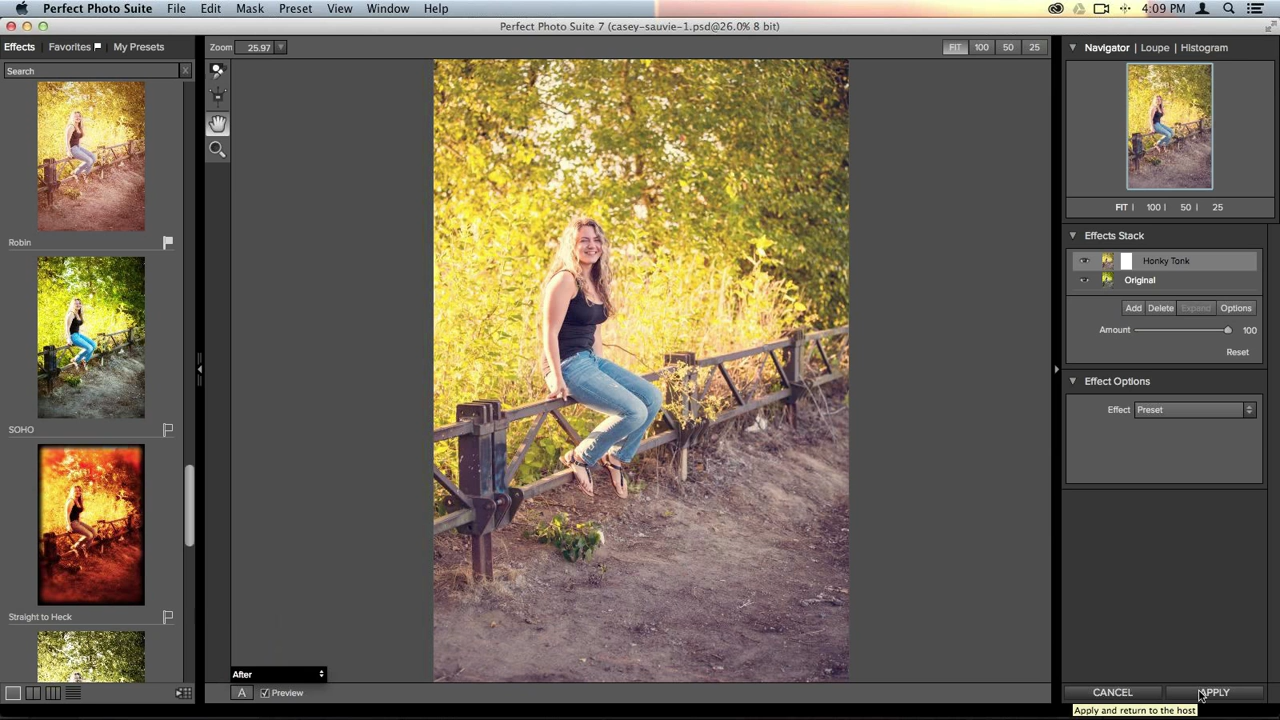 Perfect Photo Suite File Edit Mask Preset View Window Help 4:09 PM
Perfect Photo Suite 7 (casey-sauvie-1.psd@26.0% 8 bit)
Effects Favorites My Presets
Zoom 25.97
FIT 100 50 25
Navigator | Loupe | Histogram
Search X
FIT | 100 | 50 | 25
Robin
Effects Stack
Honky Tonk
Original
Add Delete Expand Options
Amount 100
Reset
Effect Options
Effect Preset
SOHO
Straight to Heck
After
A Preview
CANCEL APPLY
Apply and return to the host